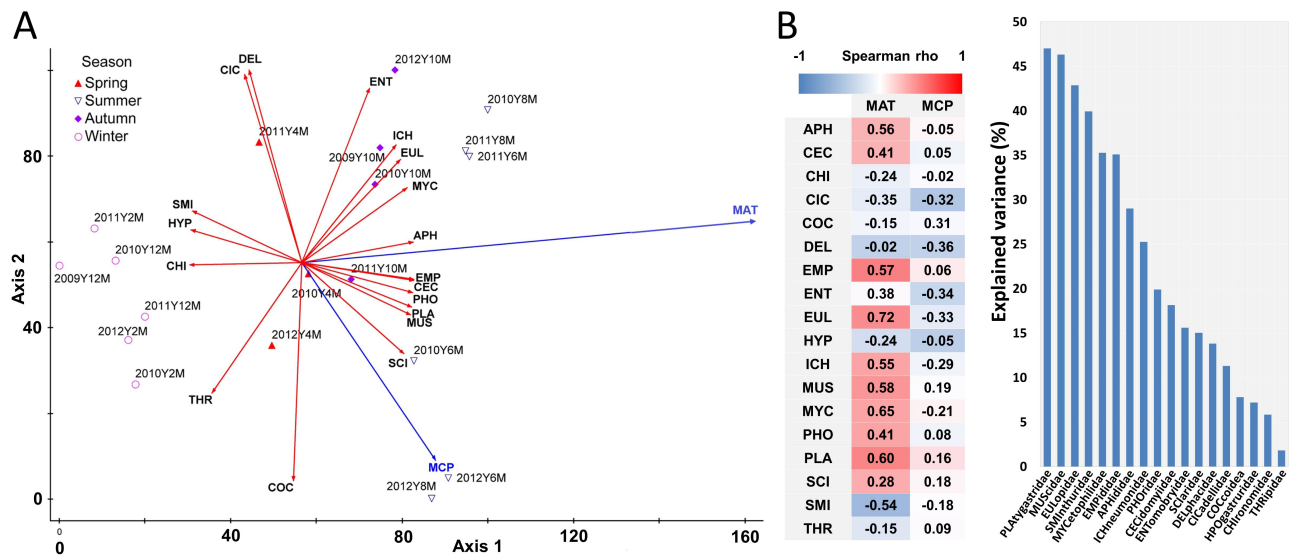 A
Season
Spring
Summer
Autumn
Winter
DEL
CIC
2012Y10M
ENT
2010Y8M
2011Y4M
ICH
2009Y10M
EUL
2011Y8M
2011Y6M
2010Y10M
MYC
SMI
HYP
2011Y2M
MAT
APH
2010Y12M
CHI
2009Y12M
2011Y10M
EMP
CEC
2010Y4M
PHO
PLA
MUS
2011Y12M
2012Y2M
2012Y4M
2010Y6M
SCI
2010Y2M
THR
MCP
COC
2012Y6M
2012Y8M
Axis 2
80
40
0
0
0
40
80
120
160
Axis 1
B
-1 Spearman rho 1
MAT MCP
APH 0.56 -0.05
CEC 0.41 0.05
CHI -0.24 -0.02
CIC -0.35 -0.32
COC -0.15 0.31
DEL -0.02 -0.36
EMP 0.57 0.06
ENT 0.38 -0.34
EUL 0.72 -0.33
HYP -0.24 -0.05
ICH 0.55 -0.29
MUS 0.58 0.19
MYC 0.65 -0.21
PHO 0.41 0.08
PLA 0.60 0.16
SCI 0.28 0.18
SMI -0.54 -0.18
THR -0.15 0.09
Explained variance (%)
50
45
40
35
30
25
20
15
10
5
0
PLAtygastridae
MUScidae
EULopidae
SMInthuridae
MYCetophilidae
EMPididae
APHididae
ICHneumonidae
PHOridae
CECidomyidae
ENTomobryidae
SCIaridae
DELphacidae
CICadellidae
COCcoidea
HPOgastruridae
CHIronomidae
THRipidae